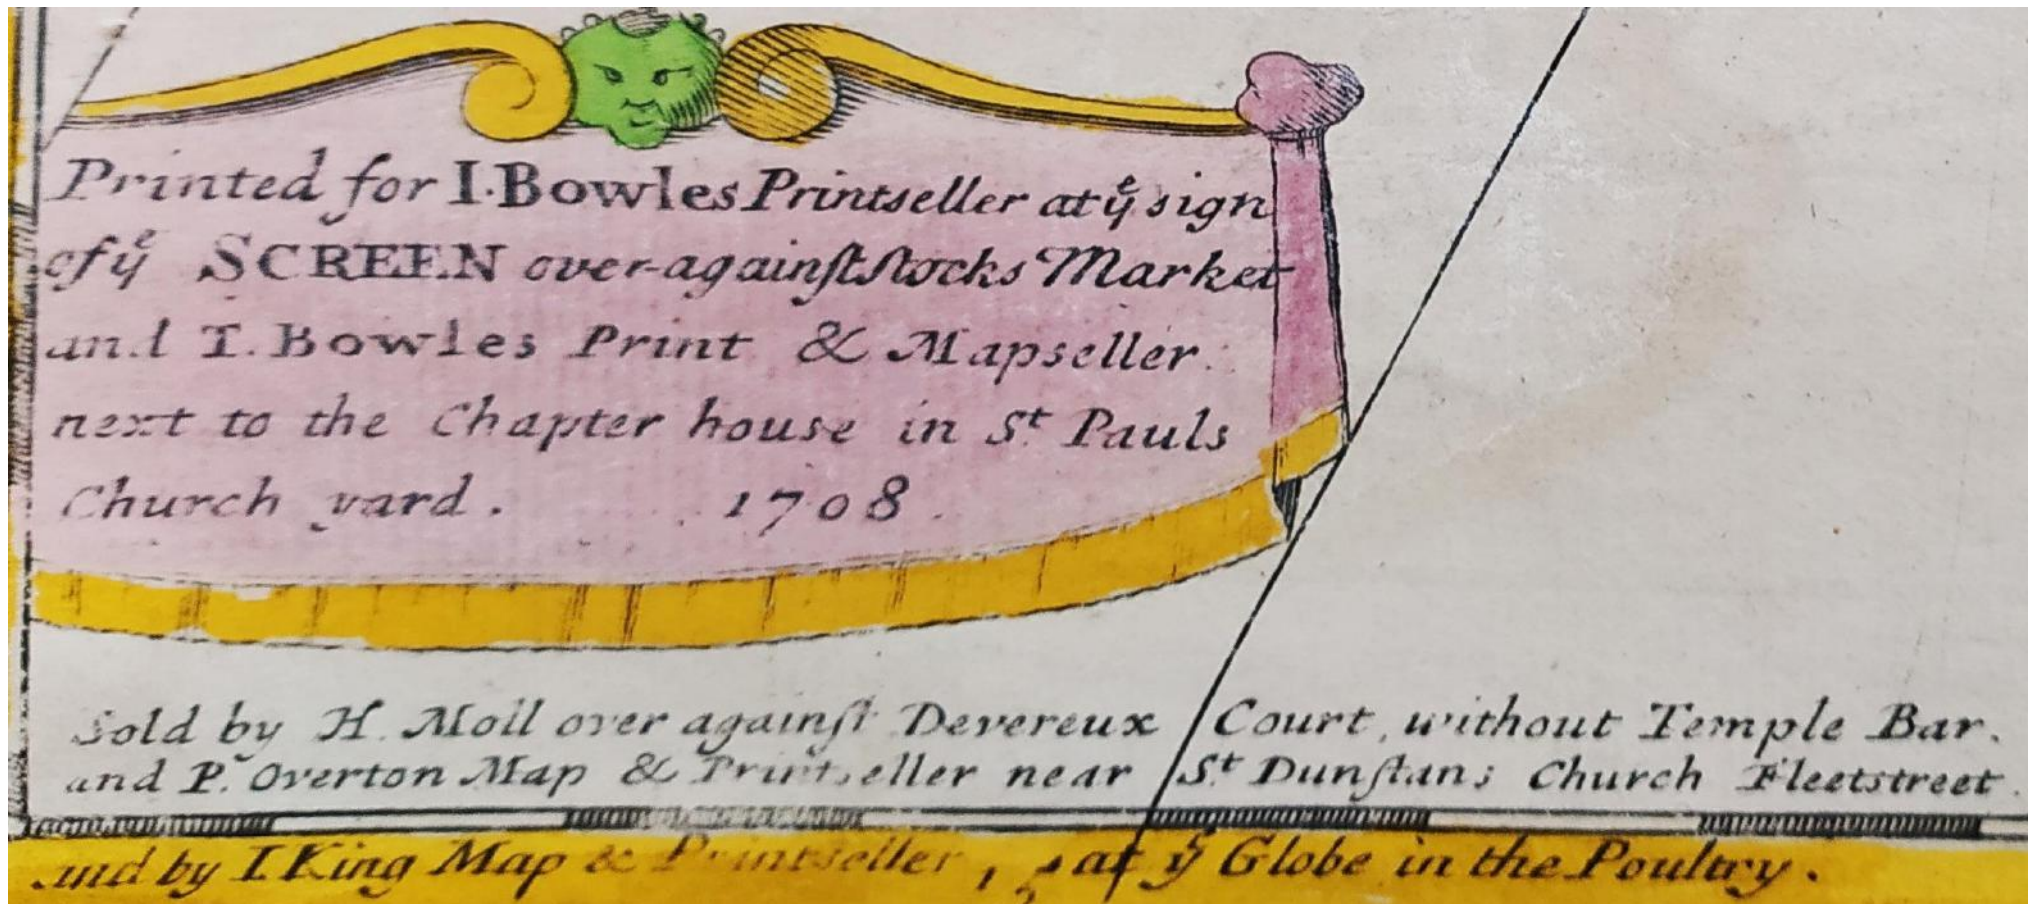 Printed for I. Bowles Printseller at yᵉ sign
of yᵉ SCREEN over-againſt ſtocks Market
and T. Bowles Print & Mapseller
next to the Chapter house in Sᵗ Pauls
Church yard. 1708.
Sold by H. Moll over againſt Devereux Court, without Temple Bar.
and P. Overton Map & Printseller near Sᵗ Dunſtans Church Fleetstreet.
and by I King Map & Printseller, at yᵉ Globe in the Poultry.